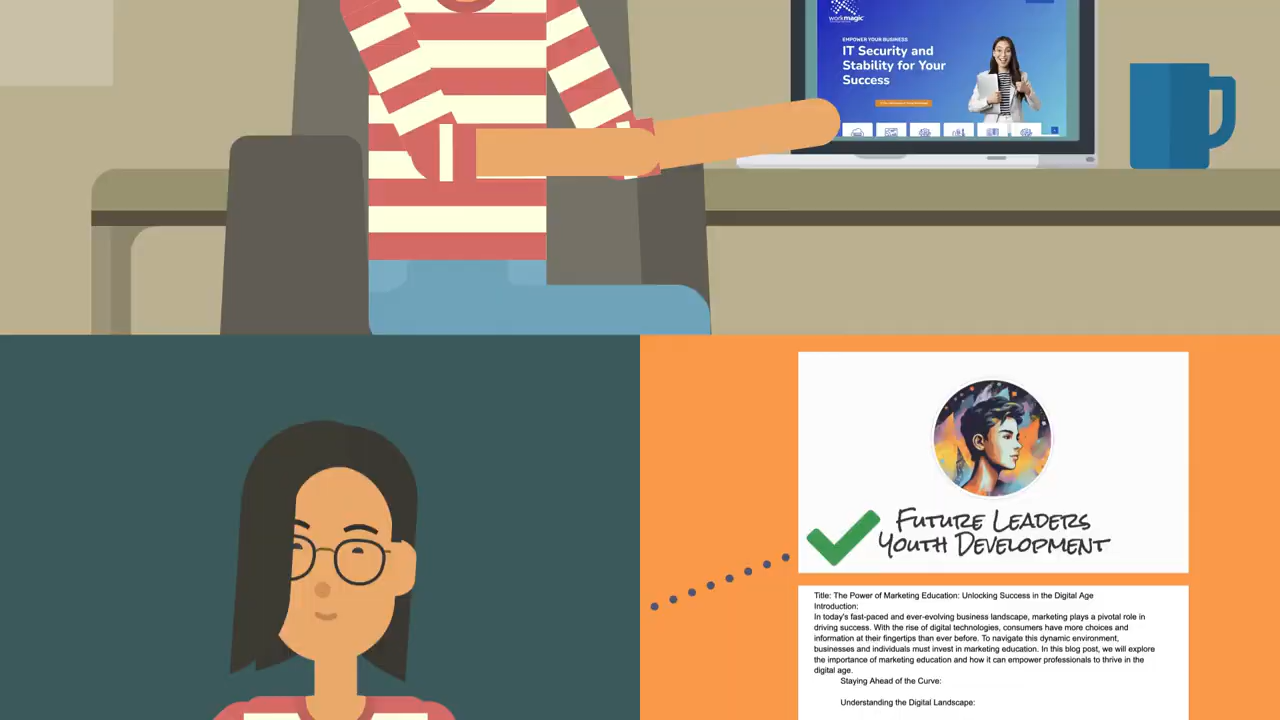 workmagic
EMPOWER YOUR BUSINESS
IT Security and
Stability for Your
Success
Future Leaders
Youth Development
Title: The Power of Marketing Education: Unlocking Success in the Digital Age
Introduction:
In today's fast-paced and ever-evolving business landscape, marketing plays a pivotal role in
driving success. With the rise of digital technologies, consumers have more choices and
information at their fingertips than ever before. To navigate this dynamic environment,
businesses and individuals must invest in marketing education. In this blog post, we will explore
the importance of marketing education and how it can empower professionals to thrive in the
digital age.
Staying Ahead of the Curve:
Understanding the Digital Landscape: